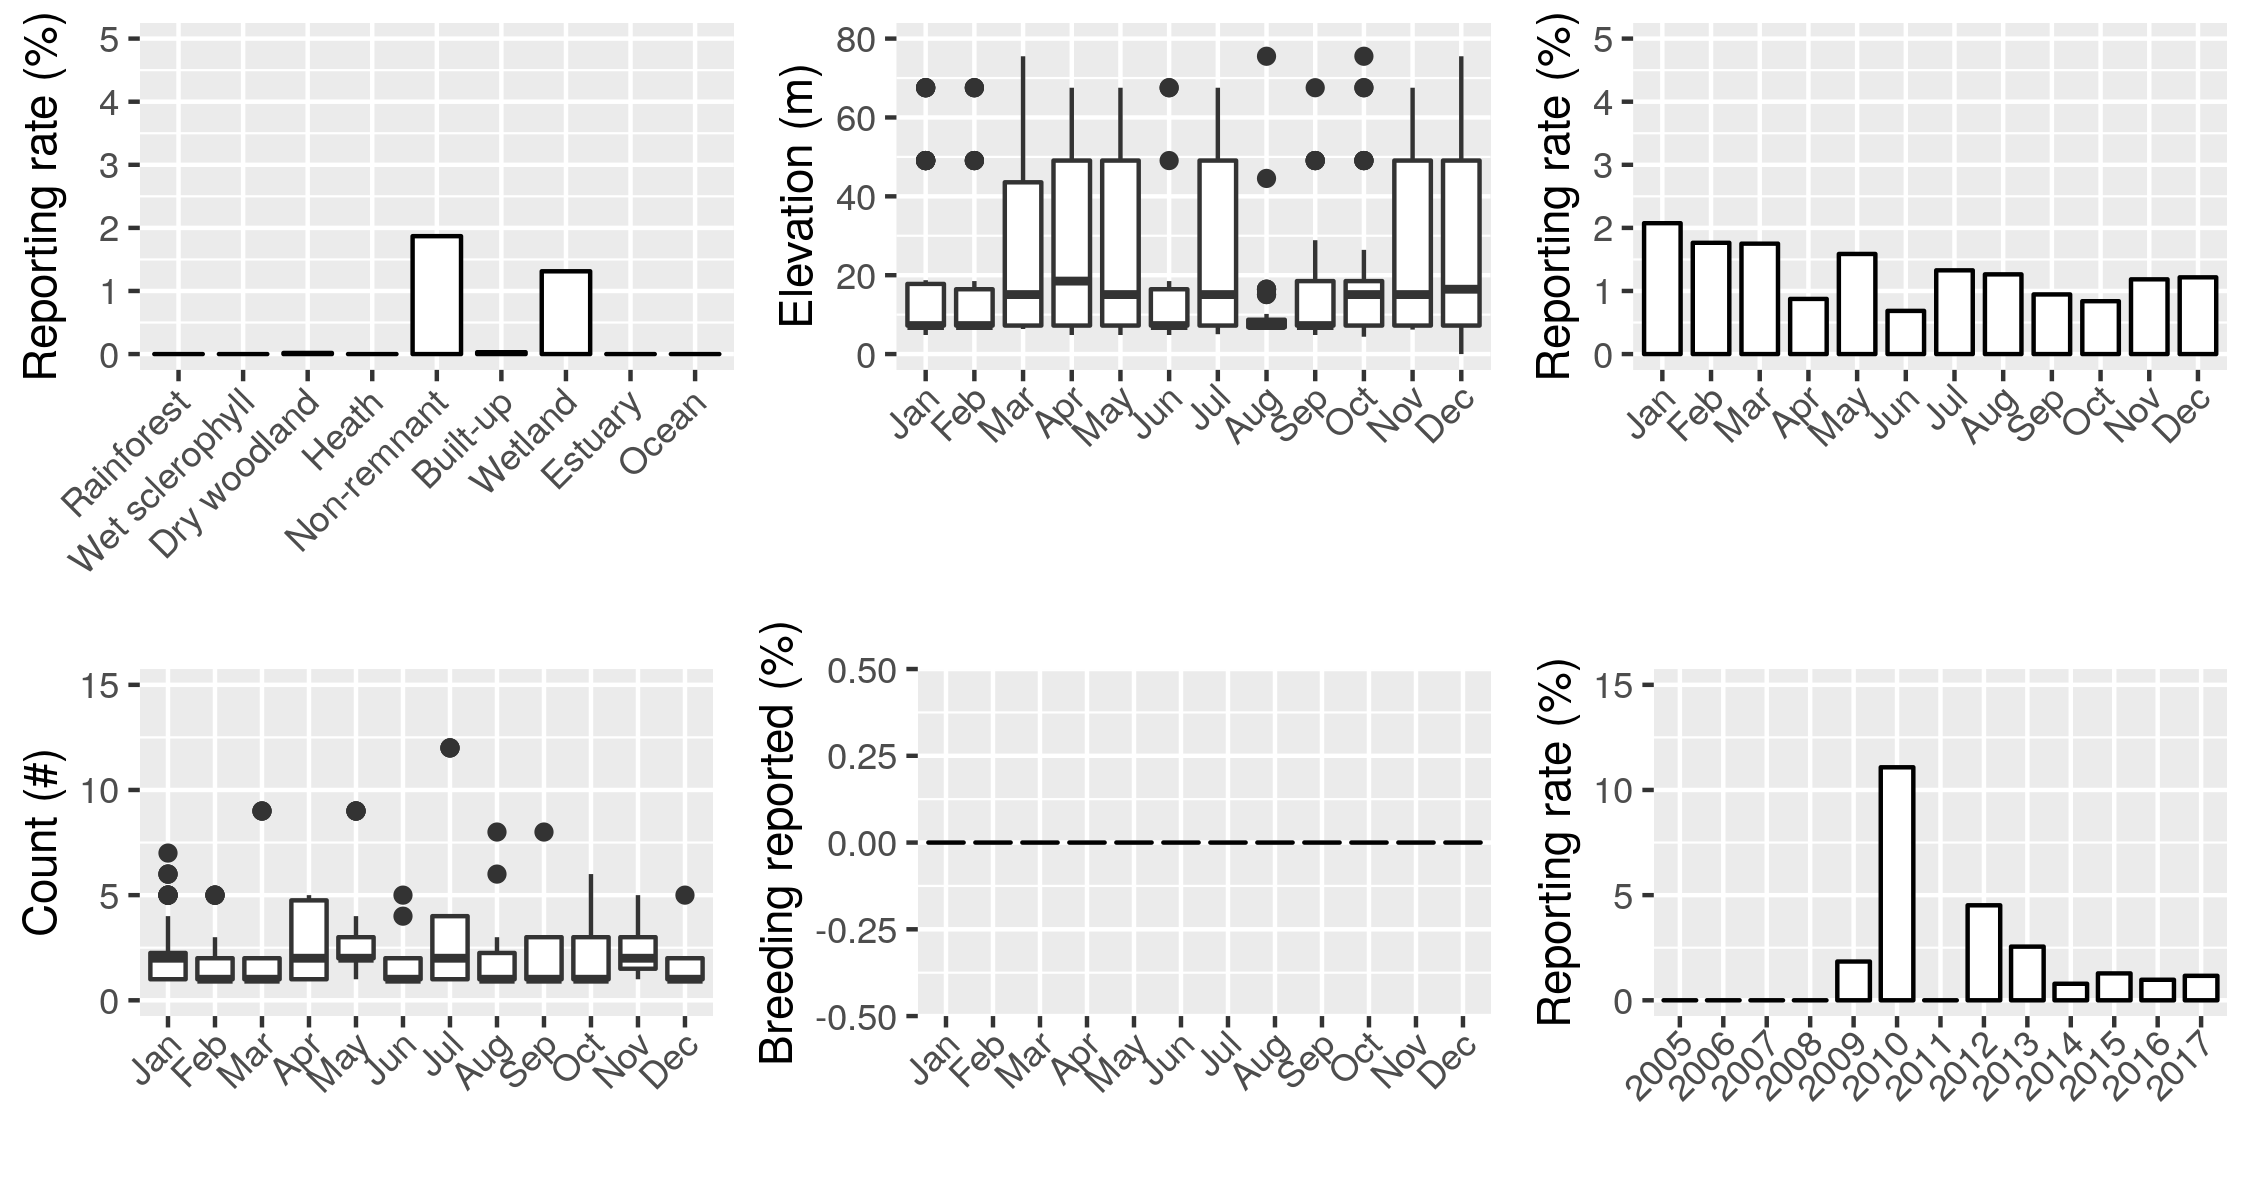 Reporting rate (%)
5
4
3
2
1
0
Rainforest
Wet sclerophyll
Dry woodland
Heath
Non-remnant
Built-up
Wetland
Estuary
Ocean
Elevation (m)
80
60
40
20
0
Jan
Feb
Mar
Apr
May
Jun
Jul
Aug
Sep
Oct
Nov
Dec
Reporting rate (%)
5
4
3
2
1
0
Jan
Feb
Mar
Apr
May
Jun
Jul
Aug
Sep
Oct
Nov
Dec
Count (#)
15
10
5
0
Jan
Feb
Mar
Apr
May
Jun
Jul
Aug
Sep
Oct
Nov
Dec
Breeding reported (%)
0.50
0.25
0.00
-0.25
-0.50
Jan
Feb
Mar
Apr
May
Jun
Jul
Aug
Sep
Oct
Nov
Dec
Reporting rate (%)
15
10
5
0
2005
2006
2007
2008
2009
2010
2011
2012
2013
2014
2015
2016
2017